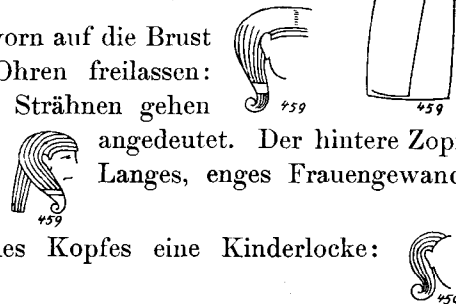 vorn auf die Brust
Ohren freilassen:
459
459
Strähnen gehen
angedeutet. Der hintere Zopf
Langes, enges Frauengewand
459
Kopfes eine Kinderlocke:
459